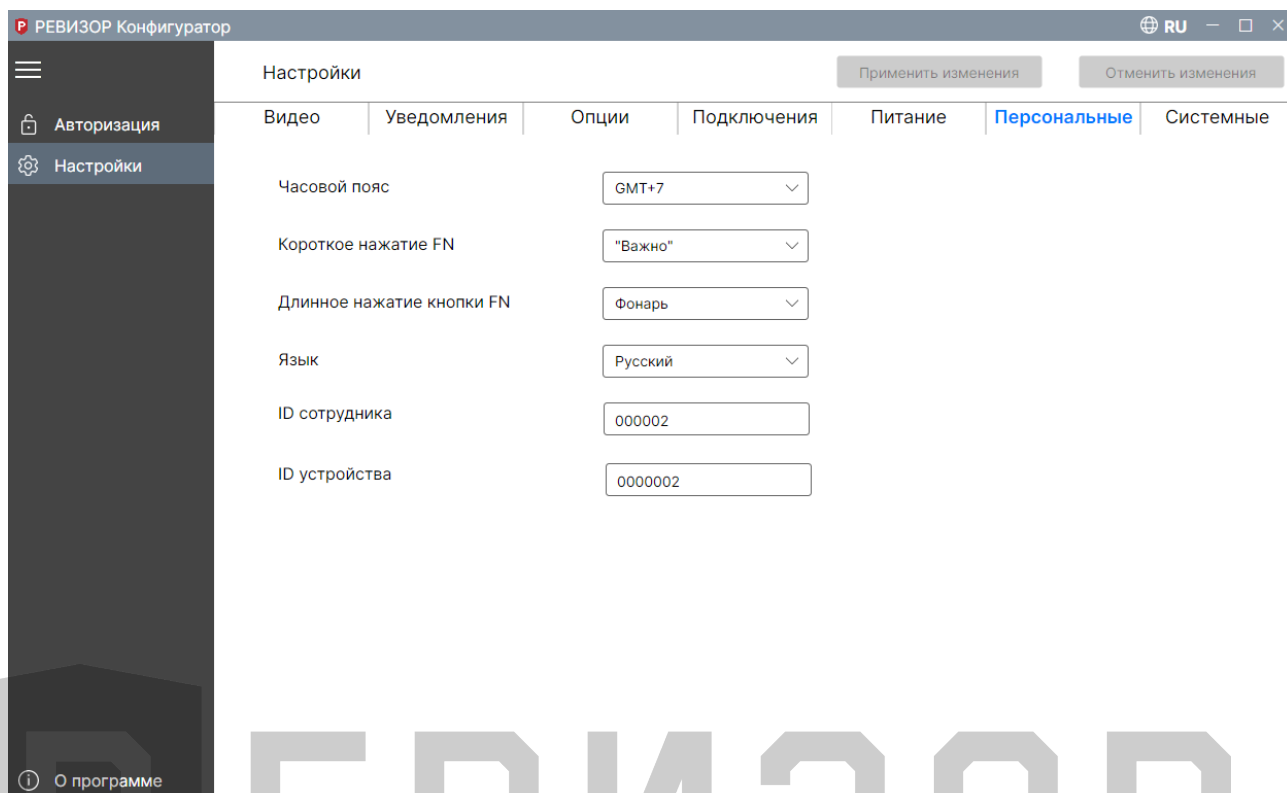 РЕВИЗОР Конфигуратор
RU
Настройки
Применить изменения
Отменить изменения
Авторизация
Настройки
Видео Уведомления Опции Подключения Питание Персональные Системные
Часовой пояс GMT+7
Короткое нажатие FN "Важно"
Длинное нажатие кнопки FN Фонарь
Язык Русский
ID сотрудника 000002
ID устройства 0000002
О программе
РЕВИЗОР